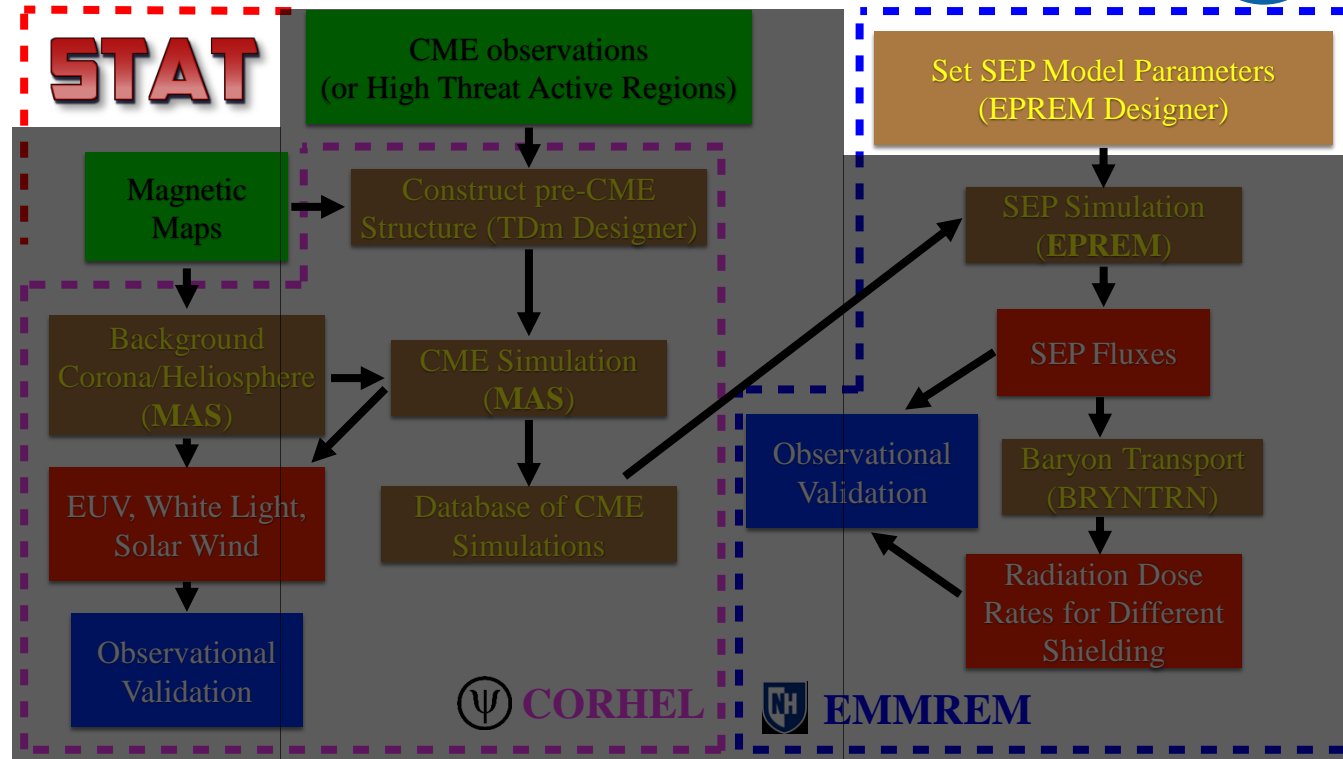 STAT
CME observations
(or High Threat Active Regions)
Set SEP Model Parameters
(EPREM Designer)
Magnetic
Maps
Construct pre-CME
Structure (TDm Designer)
SEP Simulation
(EPREM)
Background
Corona/Heliosphere
(MAS)
CME Simulation
(MAS)
SEP Fluxes
Observational
Validation
Baryon Transport
(BRYNTRN)
EUV, White Light,
Solar Wind
Database of CME
Simulations
Radiation Dose
Rates for Different
Shielding
Observational
Validation
Ψ CORHEL
NH EMMREM